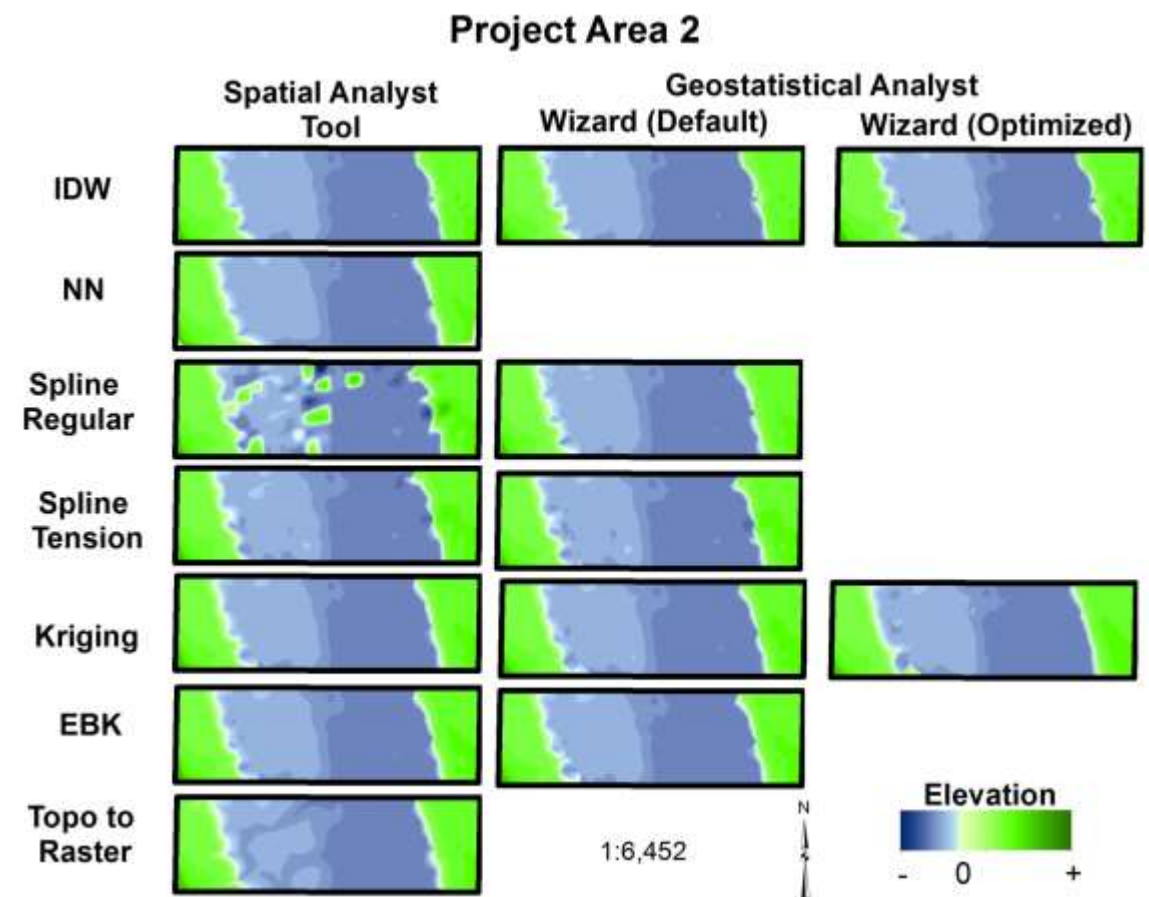 Project Area 2
Spatial Analyst
Tool
Geostatistical Analyst
Wizard (Default)
Wizard (Optimized)
IDW
NN
Spline
Regular
Spline
Tension
Kriging
EBK
Topo to
Raster
1:6,452
N
Elevation
- 0 +